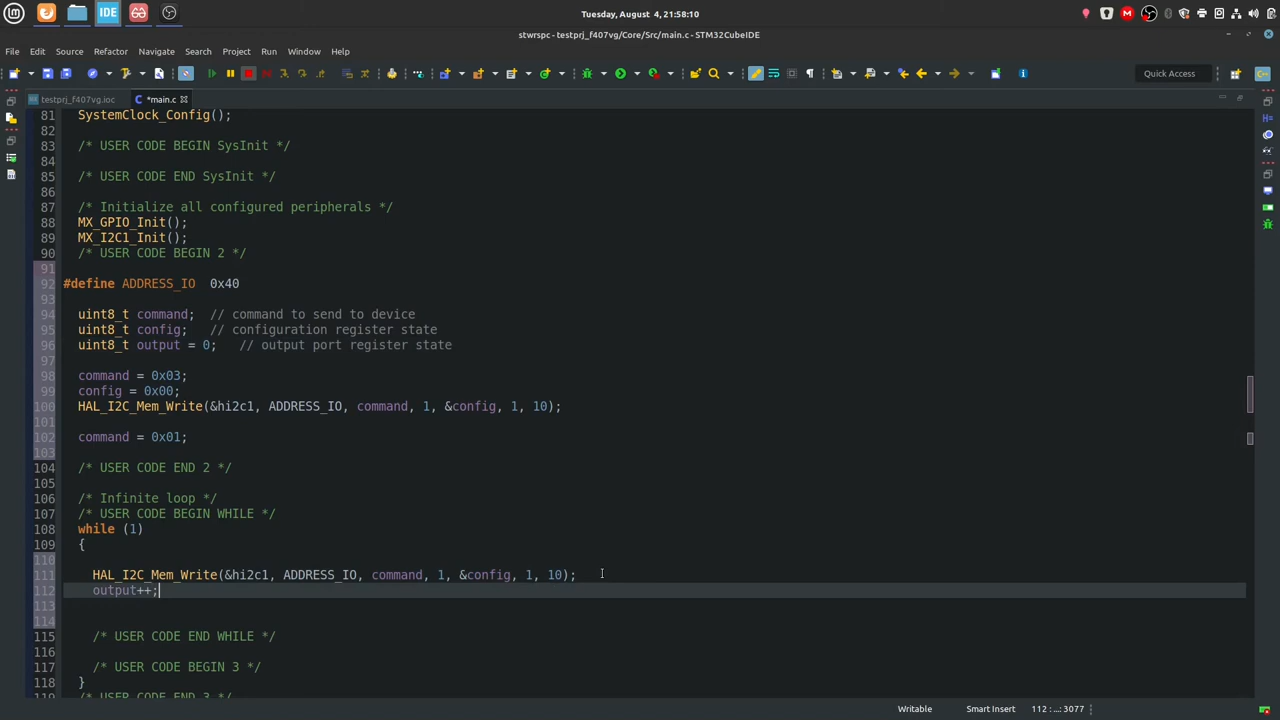 IDE
Tuesday, August  4, 21:58:10
stwrspc - testprj_f407vg/Core/Src/main.c - STM32CubeIDE
File Edit Source Refactor Navigate Search Project Run Window Help
Quick Access
testprj_f407vg.ioc
*main.c
81 SystemClock_Config();
82
83 /* USER CODE BEGIN SysInit */
84
85 /* USER CODE END SysInit */
86
87 /* Initialize all configured peripherals */
88 MX_GPIO_Init();
89 MX_I2C1_Init();
90 /* USER CODE BEGIN 2 */
91
92 #define ADDRESS_IO  0x40
93
94 uint8_t command;  // command to send to device
95 uint8_t config;   // configuration register state
96 uint8_t output = 0;   // output port register state
97
98 command = 0x03;
99 config = 0x00;
100 HAL_I2C_Mem_Write(&hi2c1, ADDRESS_IO, command, 1, &config, 1, 10);
101
102 command = 0x01;
103
104 /* USER CODE END 2 */
105
106 /* Infinite loop */
107 /* USER CODE BEGIN WHILE */
108 while (1)
109 {
110
111 HAL_I2C_Mem_Write(&hi2c1, ADDRESS_IO, command, 1, &config, 1, 10);
112 output++;
113
114
115 /* USER CODE END WHILE */
116
117 /* USER CODE BEGIN 3 */
118 }
119 /* USER CODE END 3 */
Writable Smart Insert 112 : ...: 3077